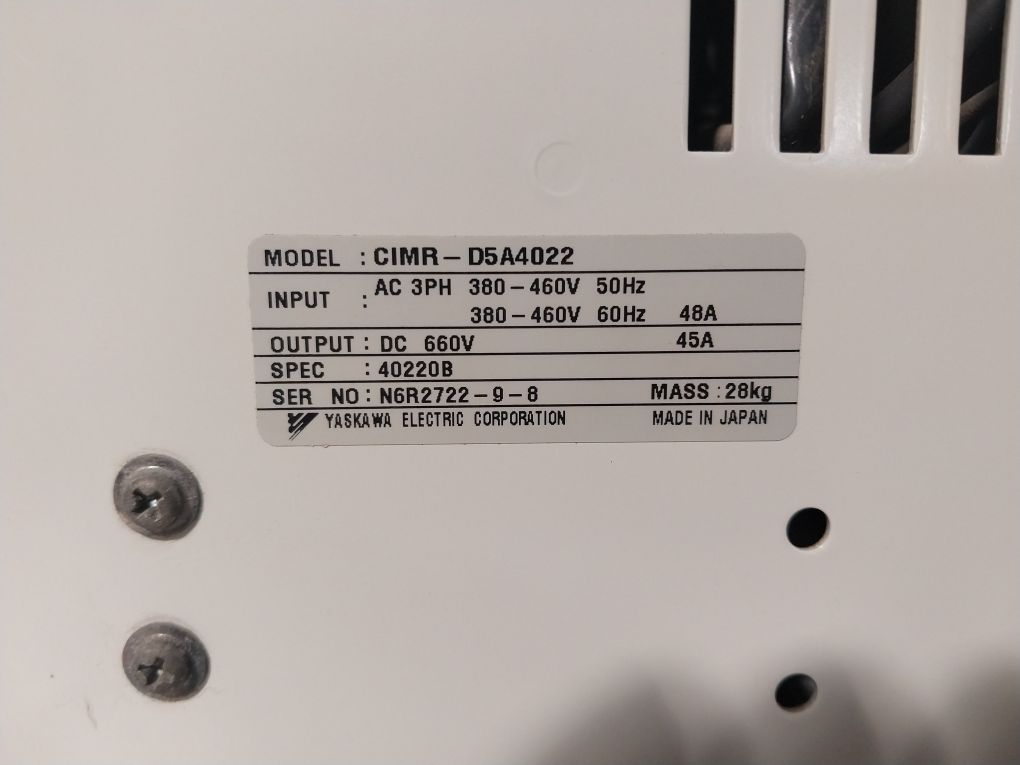 MODEL : CIMR-D5A4022
INPUT : AC 3PH 380-460V 50Hz
380-460V 60Hz 48A
OUTPUT : DC 660V 45A
SPEC : 40220B
SER NO : N6R2722-9-8 MASS : 28kg
YASKAWA ELECTRIC CORPORATION MADE IN JAPAN